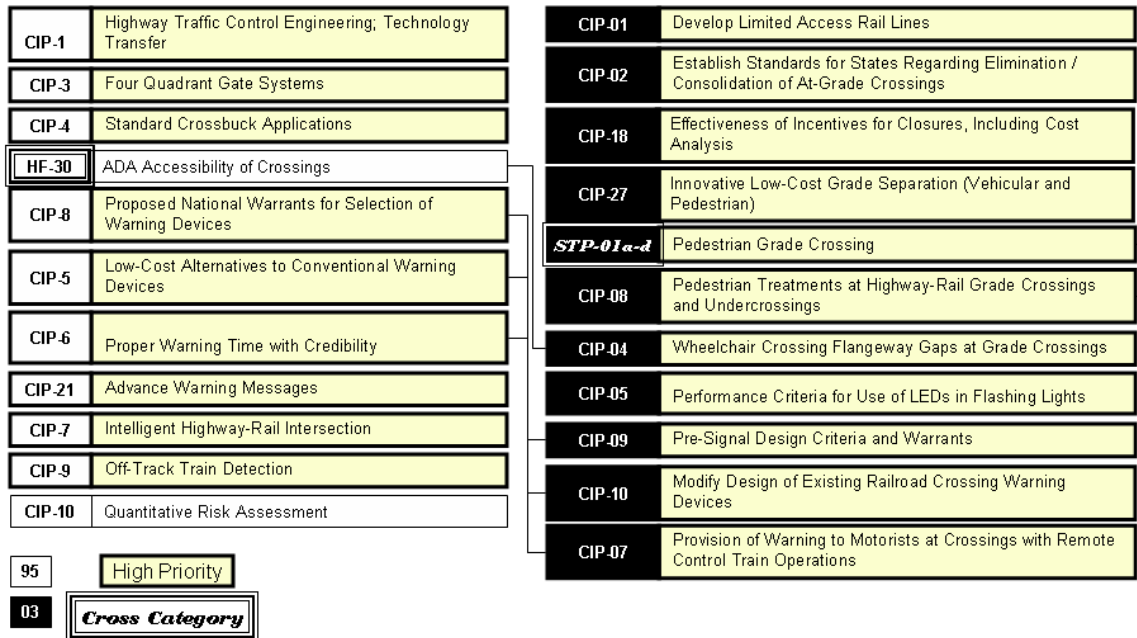 CIP-1
Highway Traffic Control Engineering; Technology
Transfer
CIP-3
Four Quadrant Gate Systems
CIP-4
Standard Crossbuck Applications
HF-30
ADA Accessibility of Crossings
CIP-8
Proposed National Warrants for Selection of
Warning Devices
CIP-5
Low-Cost Alternatives to Conventional Warning
Devices
CIP-6
Proper Warning Time with Credibility
CIP-21
Advance Warning Messages
CIP-7
Intelligent Highway-Rail Intersection
CIP-9
Off-Track Train Detection
CIP-10
Quantitative Risk Assessment
95
High Priority
03
Cross Category
CIP-01
Develop Limited Access Rail Lines
CIP-02
Establish Standards for States Regarding Elimination /
Consolidation of At-Grade Crossings
CIP-18
Effectiveness of Incentives for Closures, Including Cost
Analysis
CIP-27
Innovative Low-Cost Grade Separation (Vehicular and
Pedestrian)
STP-01a-d
Pedestrian Grade Crossing
CIP-08
Pedestrian Treatments at Highway-Rail Grade Crossings
and Undercrossings
CIP-04
Wheelchair Crossing Flangeway Gaps at Grade Crossings
CIP-05
Performance Criteria for Use of LEDs in Flashing Lights
CIP-09
Pre-Signal Design Criteria and Warrants
CIP-10
Modify Design of Existing Railroad Crossing Warning
Devices
CIP-07
Provision of Warning to Motorists at Crossings with Remote
Control Train Operations